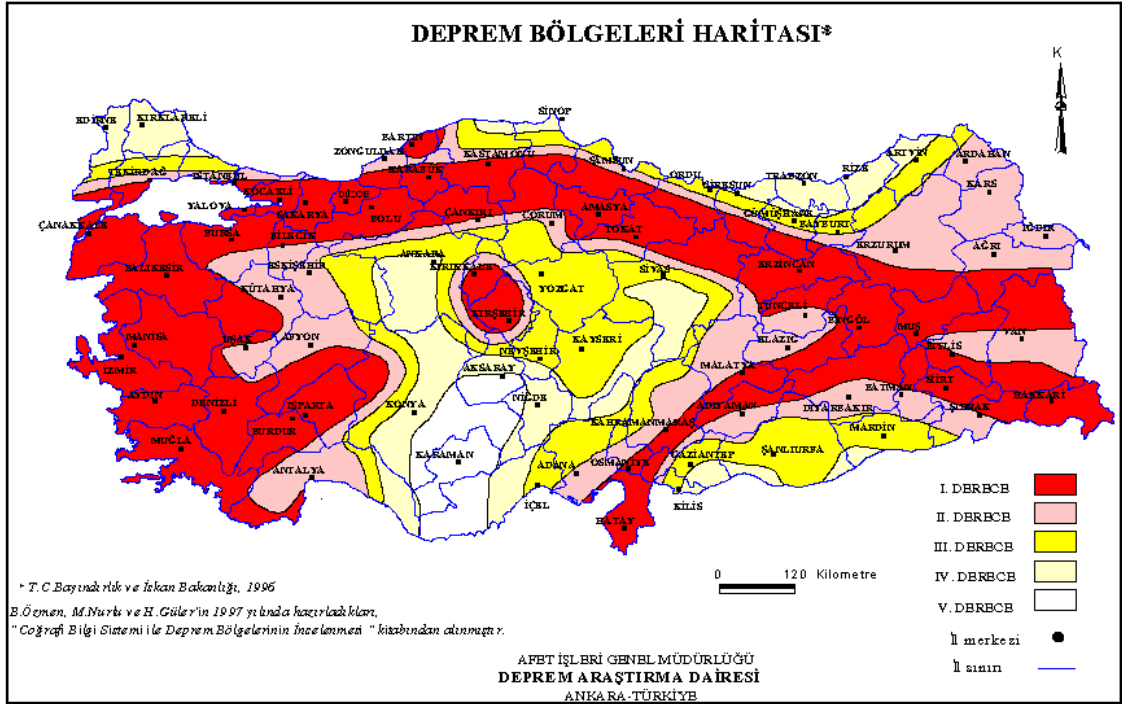 DEPREM BÖLGELERİ HARİTASI*
K
SİNOP
EDİRNE
KIRKLARELİ
BARTIN
ZONGULDAK
KASTAMONU
KARABÜK
SAMSUN
ARTVİN
ARDAHAN
RİZE
TRABZON
ORDU
GİRESUN
KARS
TEKİRDAĞ
İSTANBUL
KOCAELİ
YALOVA
SAKARYA
DÜZCE
BOLU
ÇANKIRI
ÇORUM
AMASYA
TOKAT
GÜMÜŞHANE
BAYBURT
ERZURUM
IĞDIR
AĞRI
ÇANAKKALE
BURSA
BİLECİK
BALIKESİR
ESKİŞEHİR
ANKARA
KIRIKKALE
YOZGAT
SİVAS
ERZİNCAN
KÜTAHYA
KIRŞEHİR
TUNCELİ
BİNGÖL
MUŞ
VAN
MANİSA
UŞAK
AFYON
NEVŞEHİR
KAYSERİ
ELAZIĞ
BİTLİS
İZMİR
AKSARAY
MALATYA
AYDIN
DENİZLİ
ISPARTA
KONYA
NİĞDE
ADIYAMAN
DİYARBAKIR
BATMAN
SİİRT
ŞIRNAK
HAKKARİ
MUĞLA
BURDUR
KAHRAMANMARAŞ
MARDİN
ANTALYA
KARAMAN
ADANA
OSMANİYE
GAZİANTEP
ŞANLIURFA
İÇEL
KİLİS
HATAY
I. DERECE
II. DERECE
III. DERECE
IV. DERECE
V. DERECE
İl merkezi
İl sınırı
0 120 Kilometre
* T.C.Bayındırlık ve İskan Bakanlığı, 1996
B.Özmen, M.Nurlu ve H.Güler'in 1997 yılında hazırladıkları,
"Coğrafi Bilgi Sistemi ile Deprem Bölgelerinin İncelenmesi " kitabından alınmıştır.
AFET İŞLERİ GENEL MÜDÜRLÜĞÜ
DEPREM ARAŞTIRMA DAİRESİ
ANKARA-TÜRKİYE